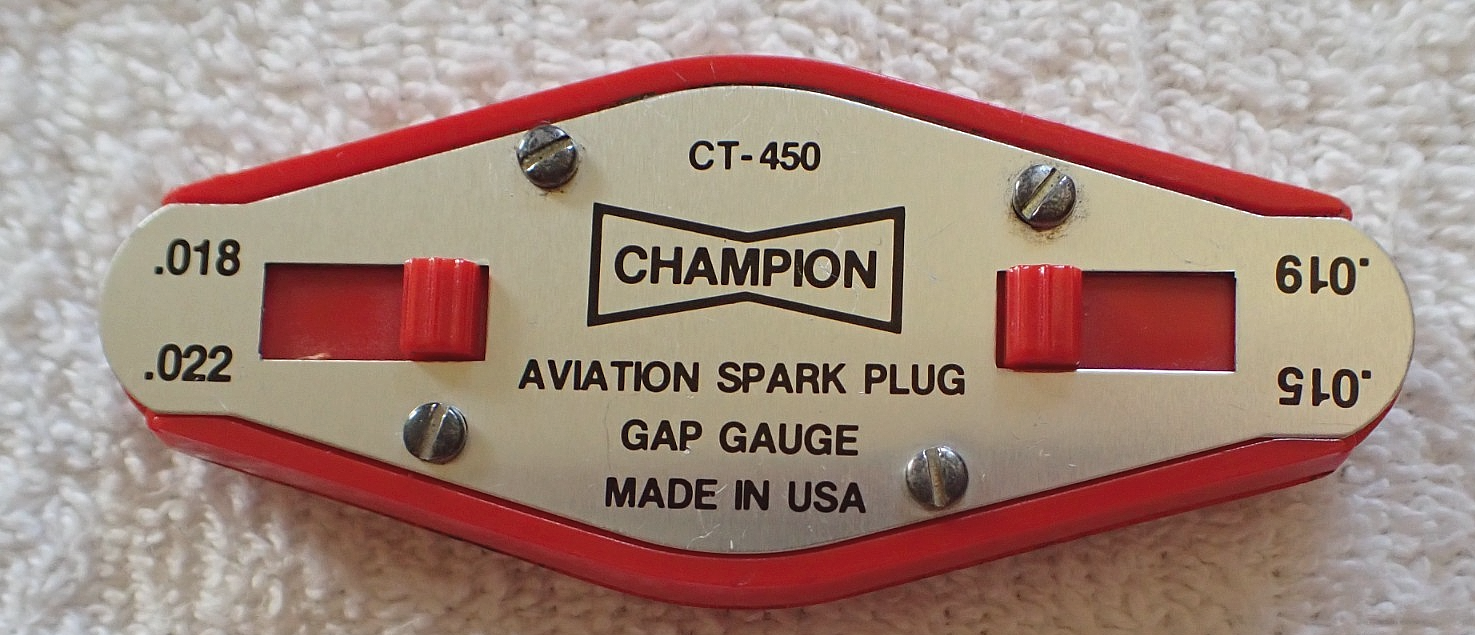 CT-450
CHAMPION
.018
.022
AVIATION SPARK PLUG
GAP GAUGE
MADE IN USA
.019
.015